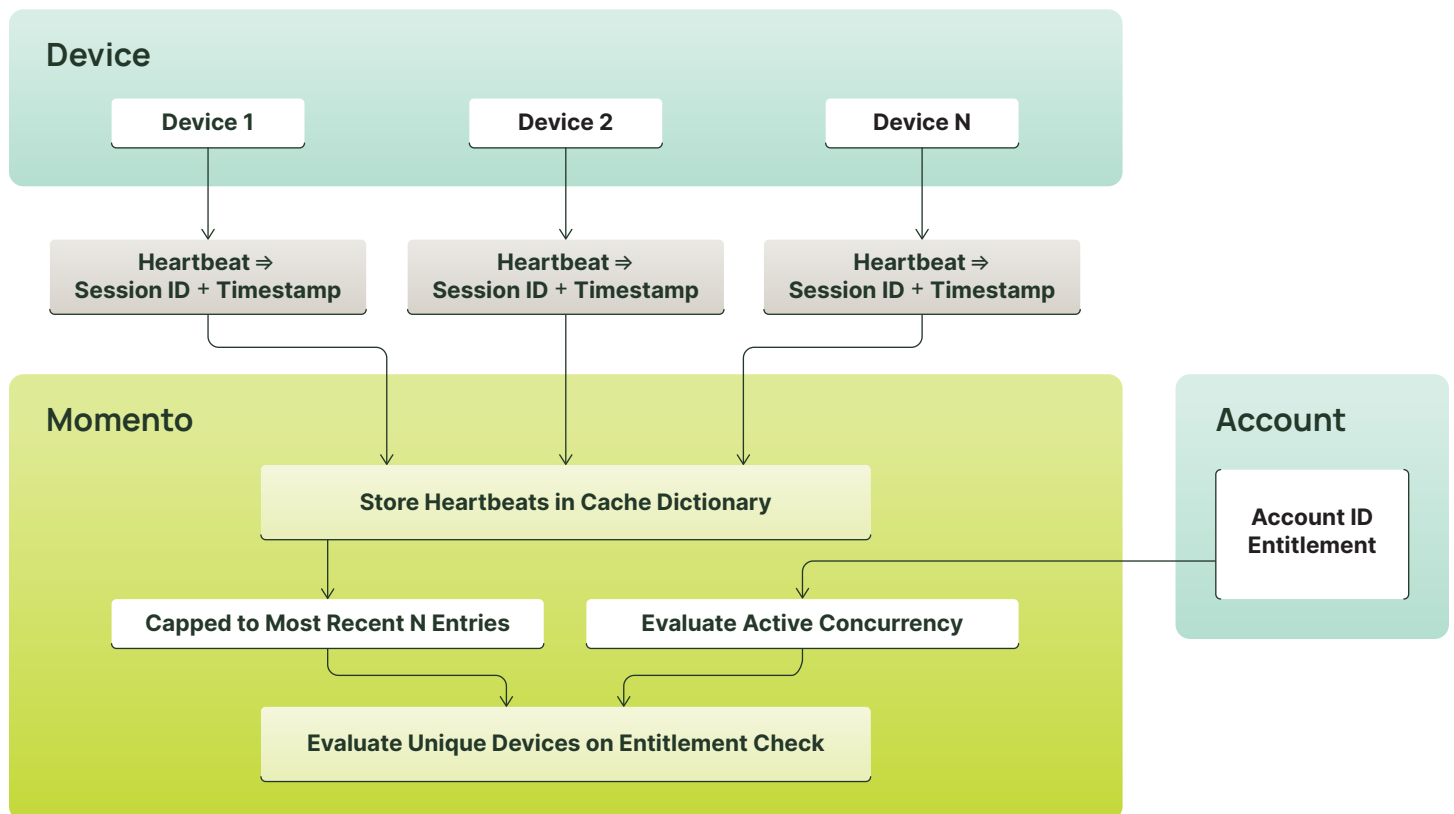 Device
Device 1
Device 2
Device N
Heartbeat ⇒
Session ID + Timestamp
Heartbeat ⇒
Session ID + Timestamp
Heartbeat ⇒
Session ID + Timestamp
Momento
Account
Store Heartbeats in Cache Dictionary
Account ID
Entitlement
Capped to Most Recent N Entries
Evaluate Active Concurrency
Evaluate Unique Devices on Entitlement Check